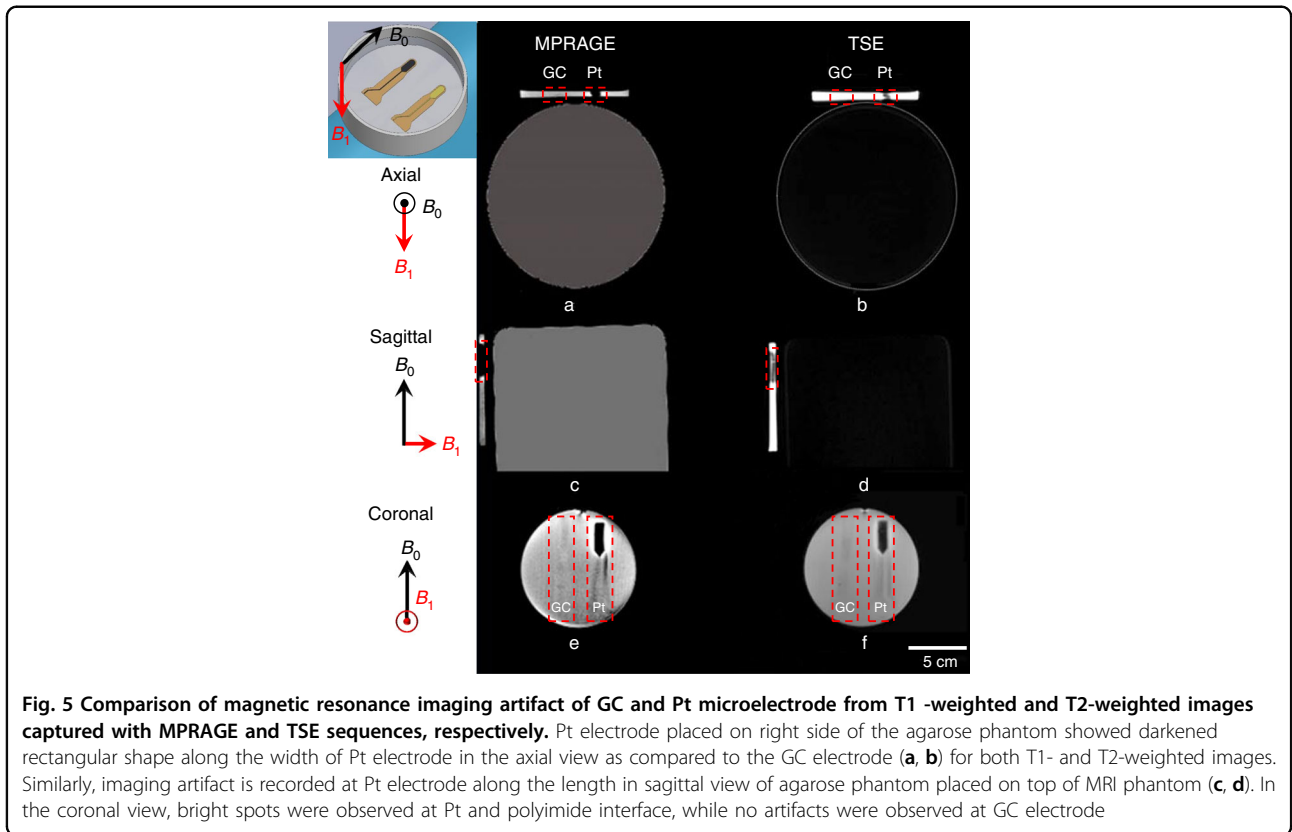 B0
B1
MPRAGE
TSE
GC Pt
GC Pt
Axial
B0
B1
a
b
Sagittal
B0
B1
c
d
Coronal
B0
B1
GC Pt
GC Pt
e
f
5 cm
Fig. 5 Comparison of magnetic resonance imaging artifact of GC and Pt microelectrode from T1 -weighted and T2-weighted images
captured with MPRAGE and TSE sequences, respectively. Pt electrode placed on right side of the agarose phantom showed darkened
rectangular shape along the width of Pt electrode in the axial view as compared to the GC electrode (a, b) for both T1- and T2-weighted images.
Similarly, imaging artifact is recorded at Pt electrode along the length in sagittal view of agarose phantom placed on top of MRI phantom (c, d). In
the coronal view, bright spots were observed at Pt and polyimide interface, while no artifacts were observed at GC electrode